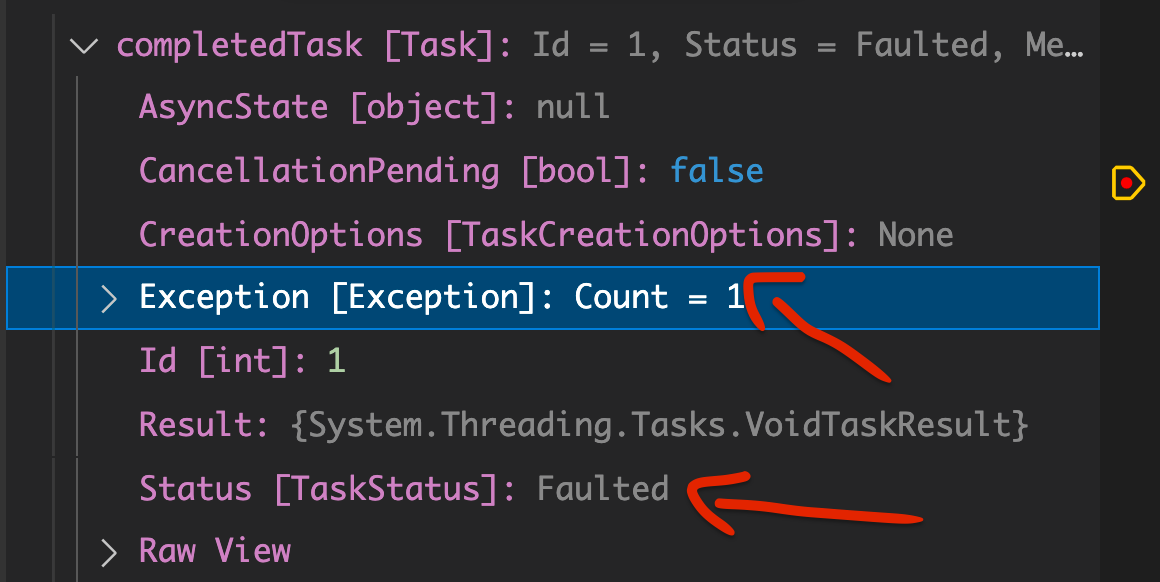 completedTask [Task]: Id = 1, Status = Faulted, Me…
AsyncState [object]: null
CancellationPending [bool]: false
CreationOptions [TaskCreationOptions]: None
Exception [Exception]: Count = 1
Id [int]: 1
Result: {System.Threading.Tasks.VoidTaskResult}
Status [TaskStatus]: Faulted
Raw View